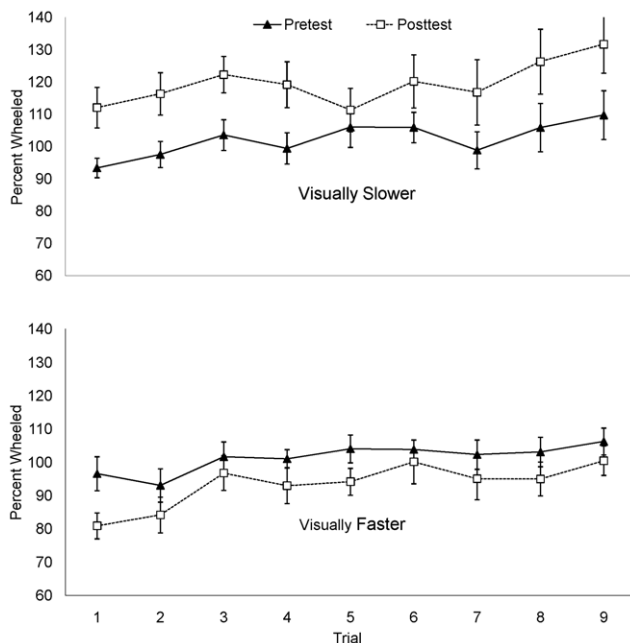 Pretest Posttest
140
130
120
110
100
90
80
70
60
Percent Wheeled
Visually Slower
140
130
120
110
100
90
80
70
60
Percent Wheeled
Visually Faster
1 2 3 4 5 6 7 8 9
Trial